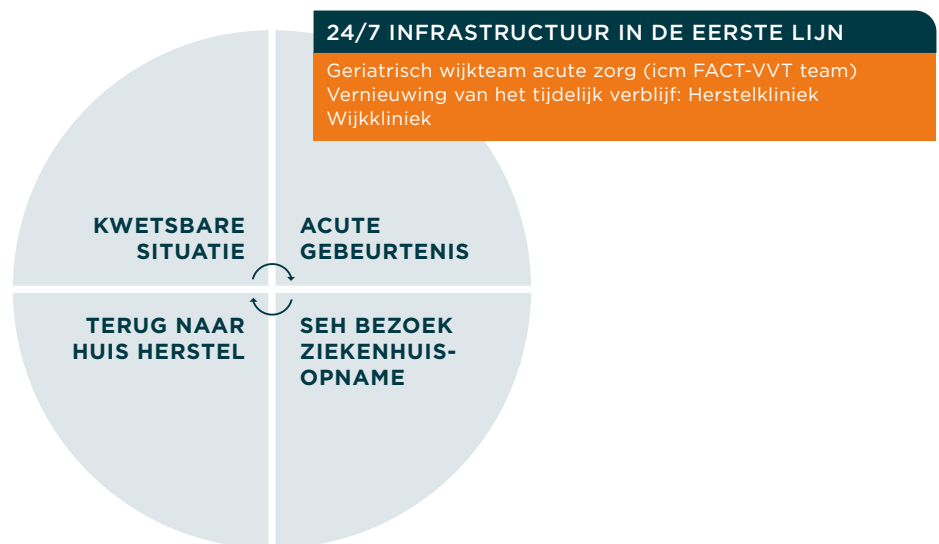 24/7 INFRASTRUCTUUR IN DE EERSTE LIJN
Geriatrisch wijkteam acute zorg (icm FACT-VVT team)
Vernieuwing van het tijdelijk verblijf: Herstelkliniek
Wijkkliniek
KWETSBARE
SITUATIE
ACUTE
GEBEURTENIS
TERUG NAAR
HUIS HERSTEL
SEH BEZOEK
ZIEKENHUIS-
OPNAME